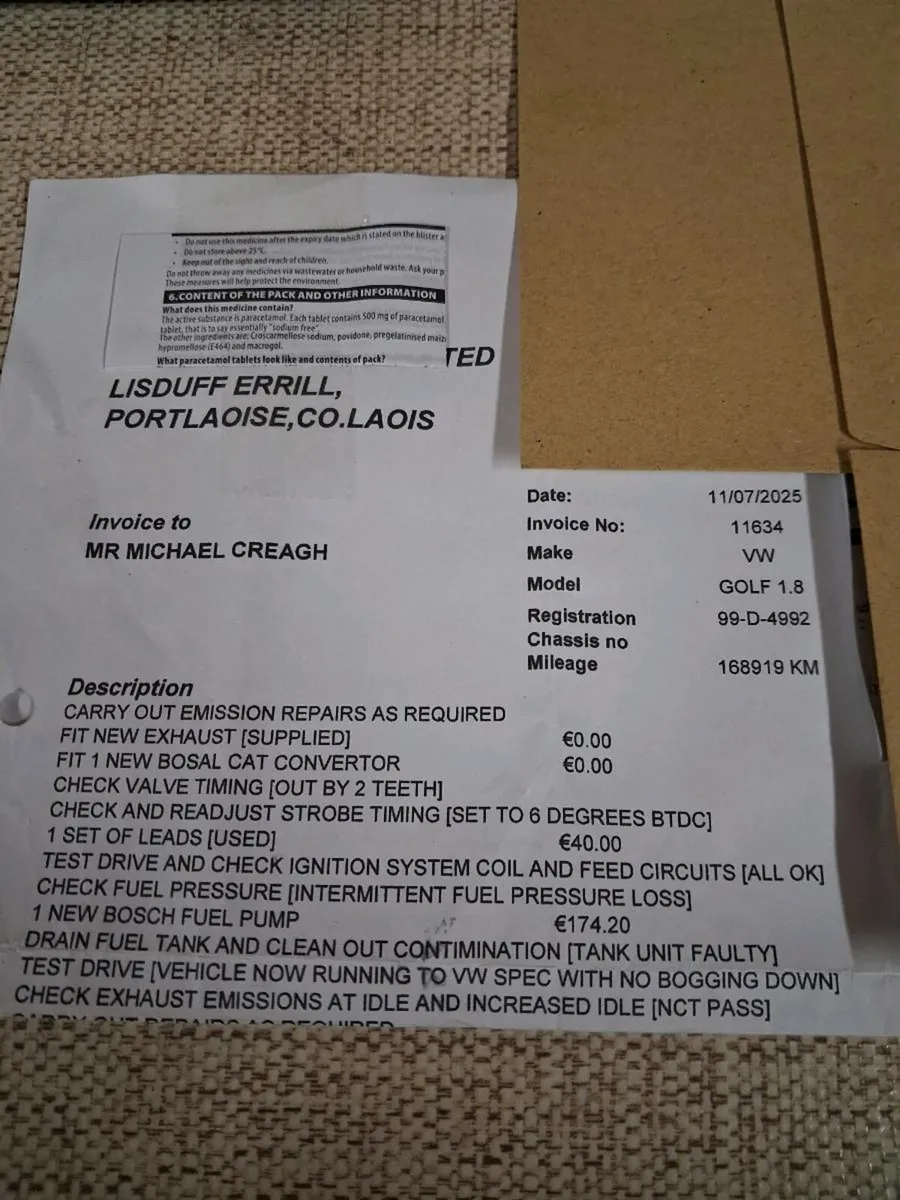 • Do not use this medicine after the expiry date which is stated on the blister a
• Do not store above 25°C.
• Keep out of the sight and reach of children.
Do not throw away any medicines via wastewater or household waste. Ask your p
These measures will help protect the environment.
6. CONTENT OF THE PACK AND OTHER INFORMATION
What does this medicine contain?
The active substance is paracetamol. Each tablet contains 500 mg of paracetamol
tablet, that is to say essentially "sodium free".
The other ingredients are: Croscarmellose sodium, povidone, pregelatinised maiz
hypromellose (E464) and macrogol.
What paracetamol tablets look like and contents of pack?
TED
LISDUFF ERRILL,
PORTLAOISE,CO.LAOIS
Date: 11/07/2025
Invoice to
Invoice No: 11634
MR MICHAEL CREAGH
Make VW
Model GOLF 1.8
Registration 99-D-4992
Chassis no
Mileage 168919 KM
Description
CARRY OUT EMISSION REPAIRS AS REQUIRED
FIT NEW EXHAUST [SUPPLIED] €0.00
FIT 1 NEW BOSAL CAT CONVERTOR €0.00
CHECK VALVE TIMING [OUT BY 2 TEETH]
CHECK AND READJUST STROBE TIMING [SET TO 6 DEGREES BTDC]
1 SET OF LEADS [USED] €40.00
TEST DRIVE AND CHECK IGNITION SYSTEM COIL AND FEED CIRCUITS [ALL OK]
CHECK FUEL PRESSURE [INTERMITTENT FUEL PRESSURE LOSS]
1 NEW BOSCH FUEL PUMP €174.20
DRAIN FUEL TANK AND CLEAN OUT CONTIMINATION [TANK UNIT FAULTY]
TEST DRIVE [VEHICLE NOW RUNNING TO VW SPEC WITH NO BOGGING DOWN]
CHECK EXHAUST EMISSIONS AT IDLE AND INCREASED IDLE [NCT PASS]
CARRY OUT REPAIRS AS REQUIRED